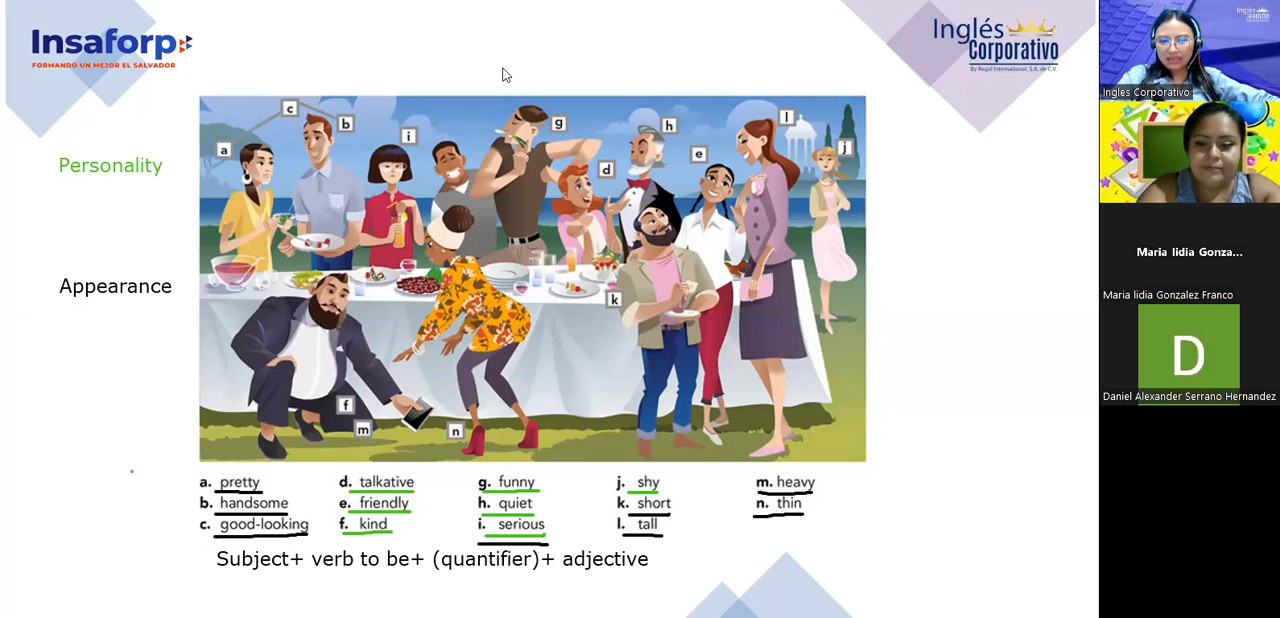 Insaforp
FORMANDO UN MEJOR EL SALVADOR
Inglés
Corporativo
By Regal International, S.A. de C.V.
Personality
Appearance
c
b
a
i
g
h
l
j
e
d
k
f
m
n
a. pretty
b. handsome
c. good-looking
d. talkative
e. friendly
f. kind
g. funny
h. quiet
i. serious
j. shy
k. short
l. tall
m. heavy
n. thin
Subject+ verb to be+ (quantifier)+ adjective
Inglés
Ingles Corporativo
Maria lidia Gonza...
Maria lidia Gonzalez Franco
D
Daniel Alexander Serrano Hernandez